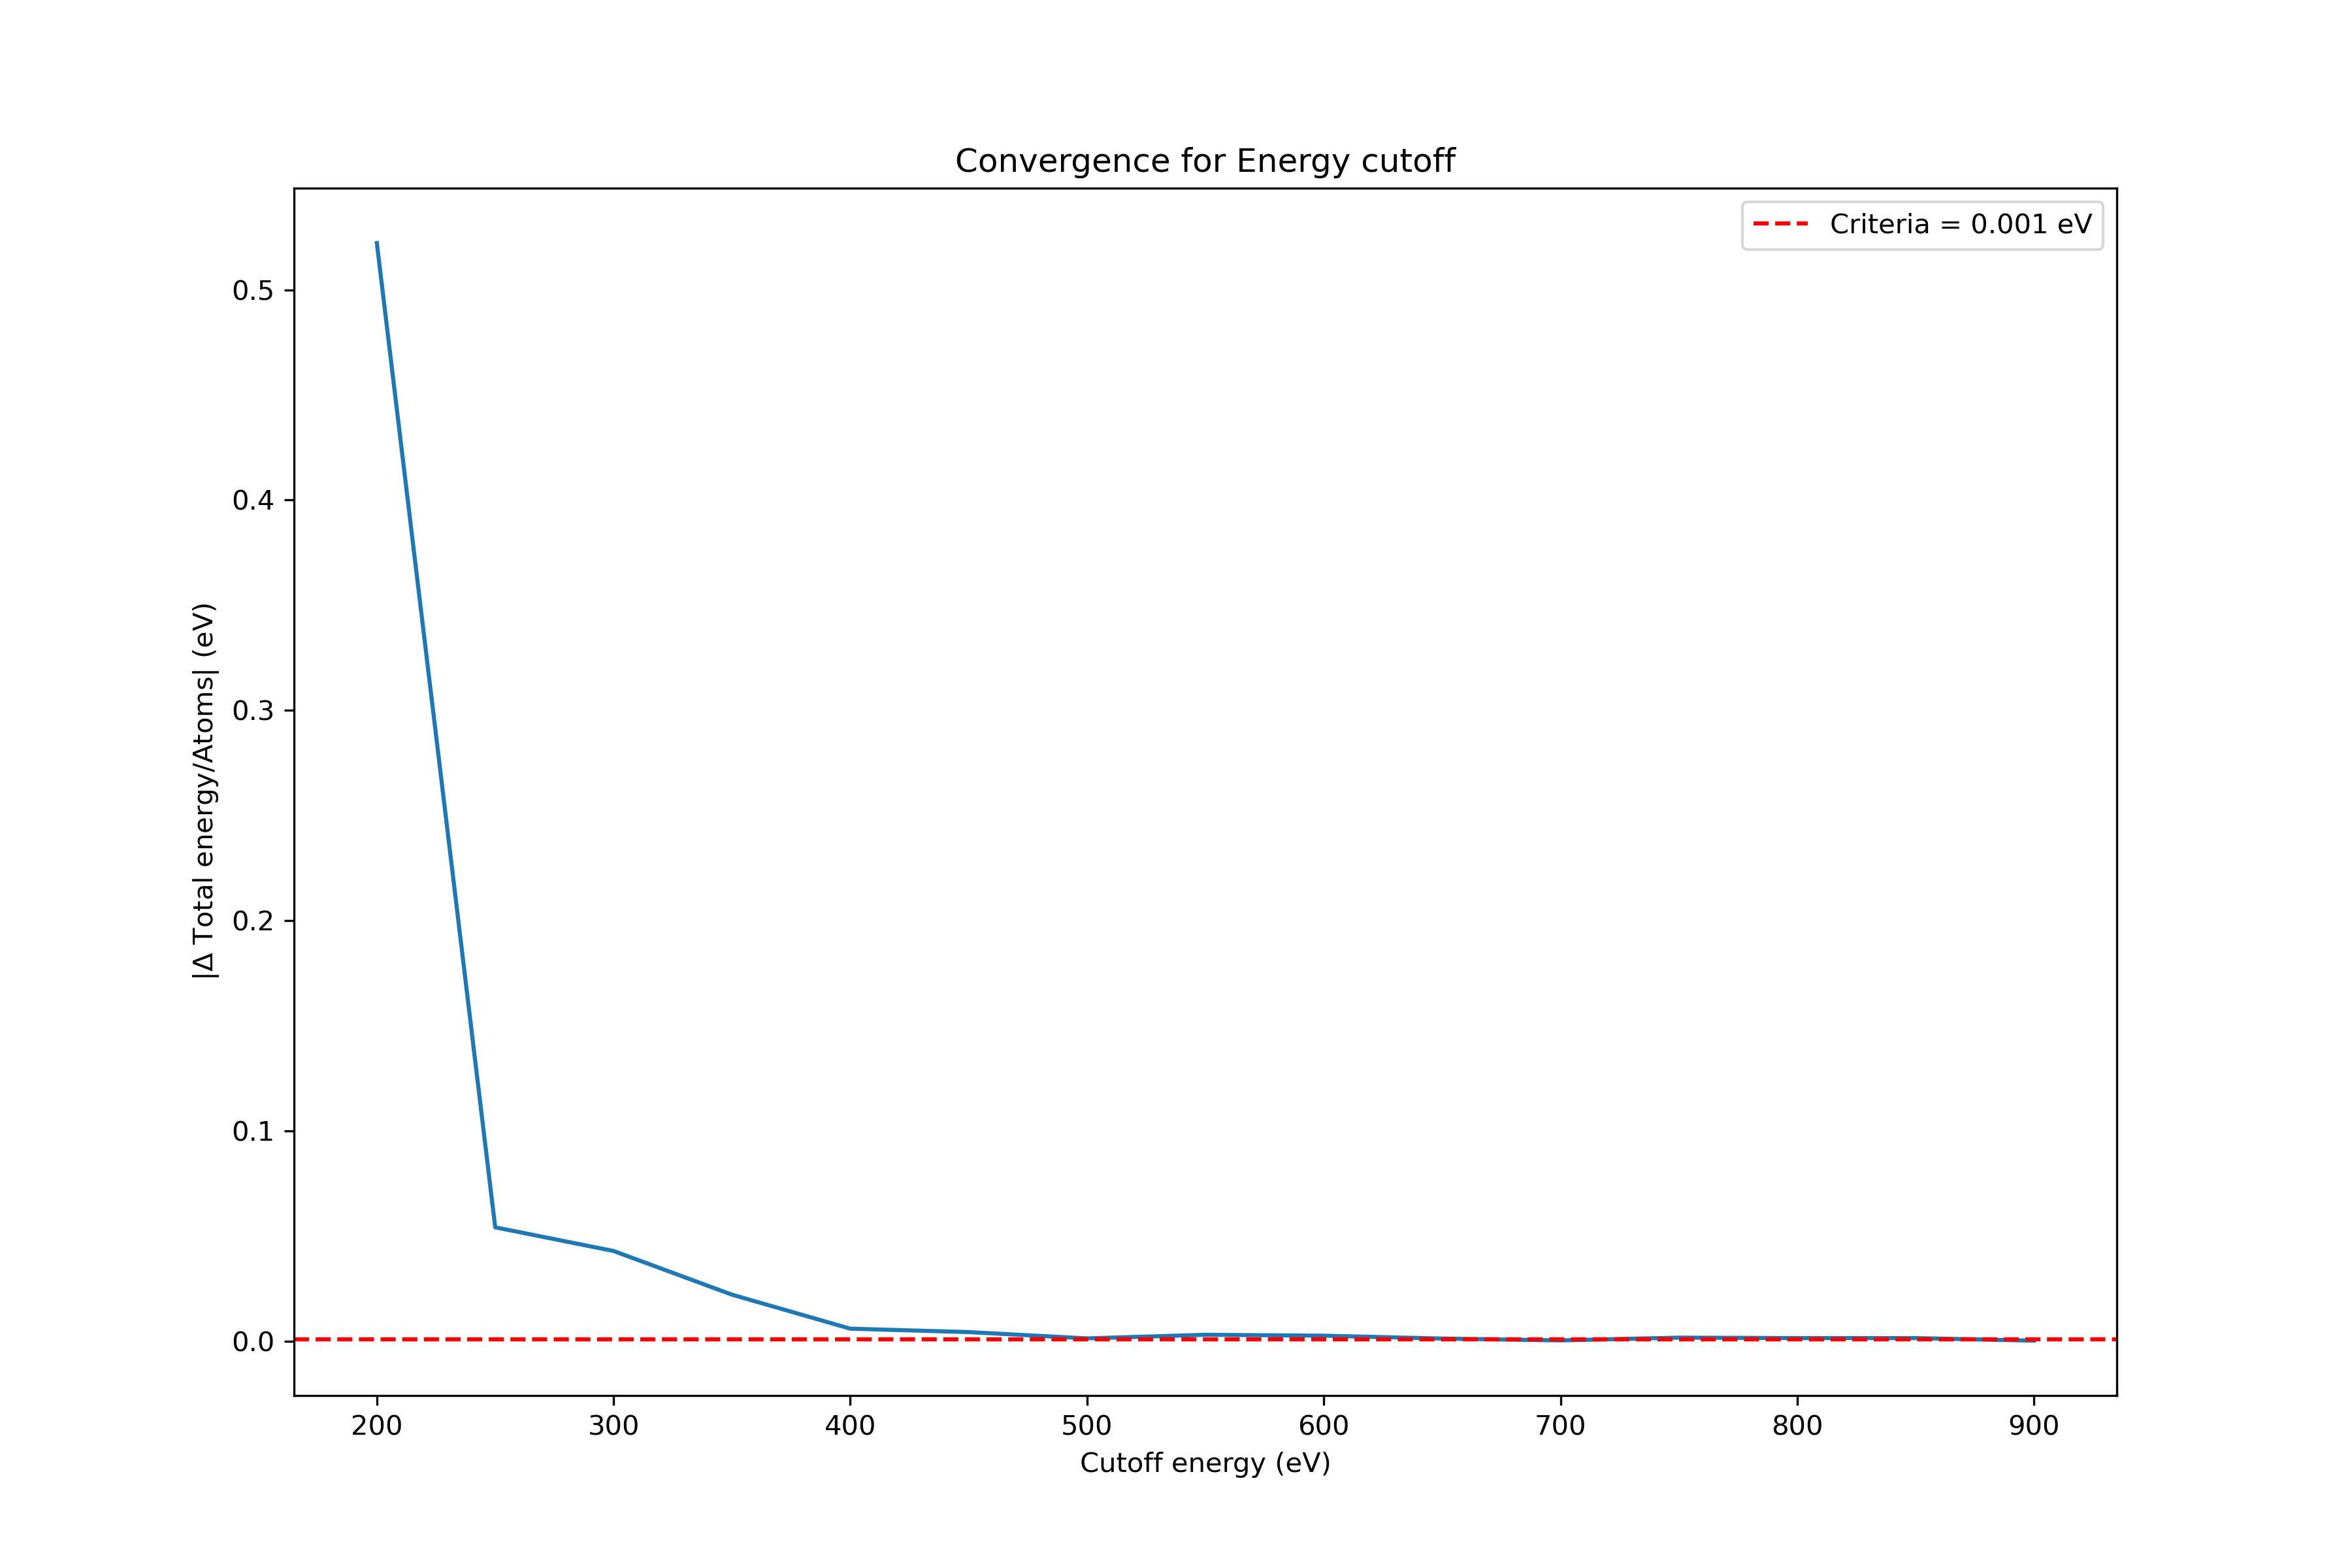 Convergence for Energy cutoff
Criteria = 0.001 eV
|Δ Total energy/Atoms| (eV)
0.5
0.4
0.3
0.2
0.1
0.0
200 300 400 500 600 700 800 900
Cutoff energy (eV)